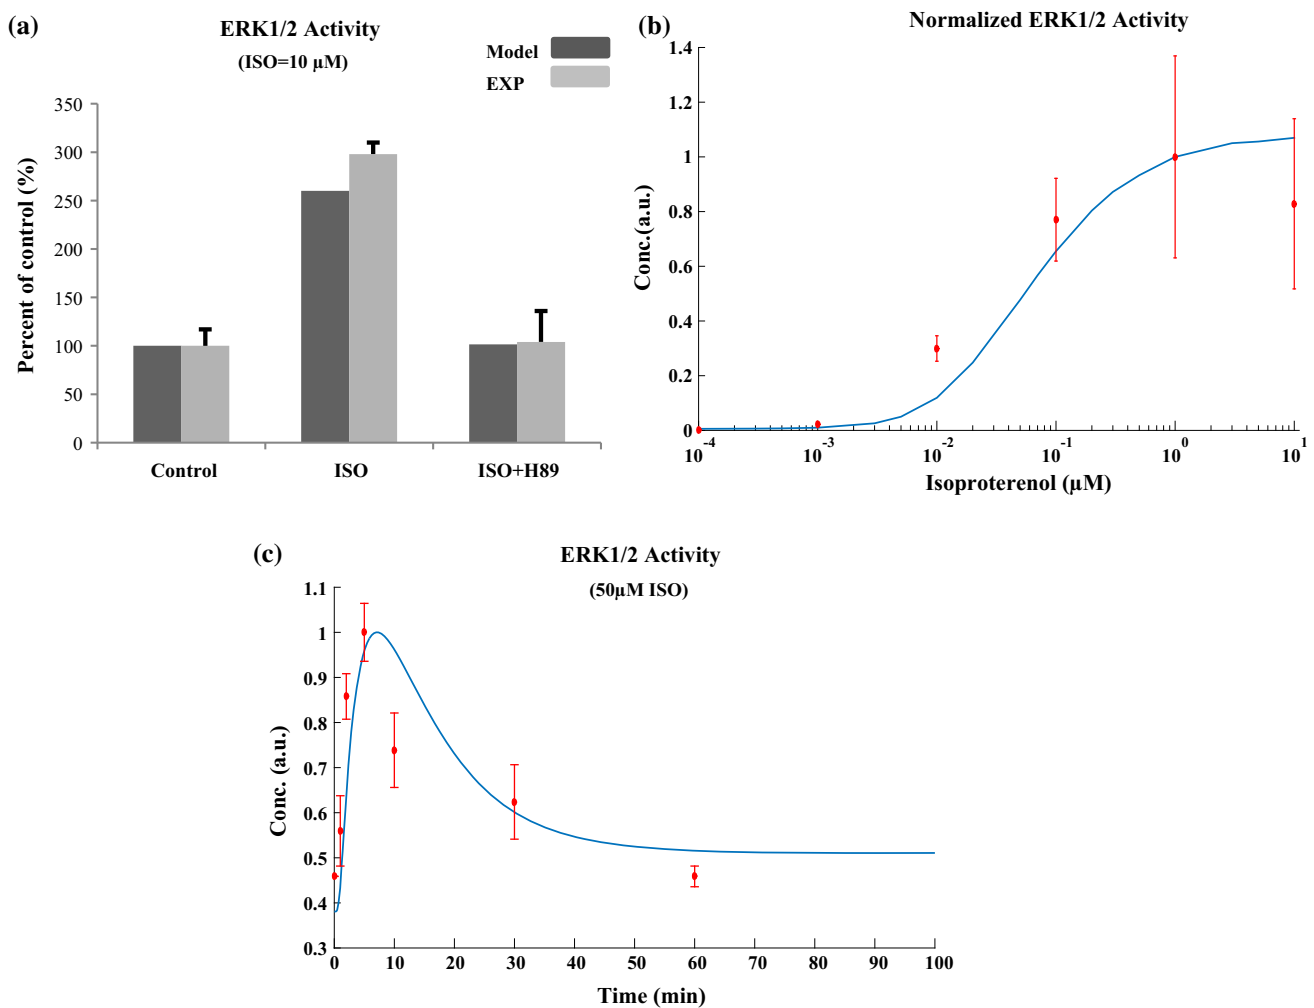 (a)
ERK1/2 Activity
(ISO=10 µM)
Model
EXP
Percent of control (%)
350
300
250
200
150
100
50
0
Control ISO ISO+H89
(b)
Normalized ERK1/2 Activity
Conc.(a.u.)
1.4
1.2
1
0.8
0.6
0.4
0.2
0
10^-4 10^-3 10^-2 10^-1 10^0 10^1
Isoproterenol (µM)
(c)
ERK1/2 Activity
(50µM ISO)
Conc. (a.u.)
1.1
1
0.9
0.8
0.7
0.6
0.5
0.4
0.3
0 10 20 30 40 50 60 70 80 90 100
Time (min)